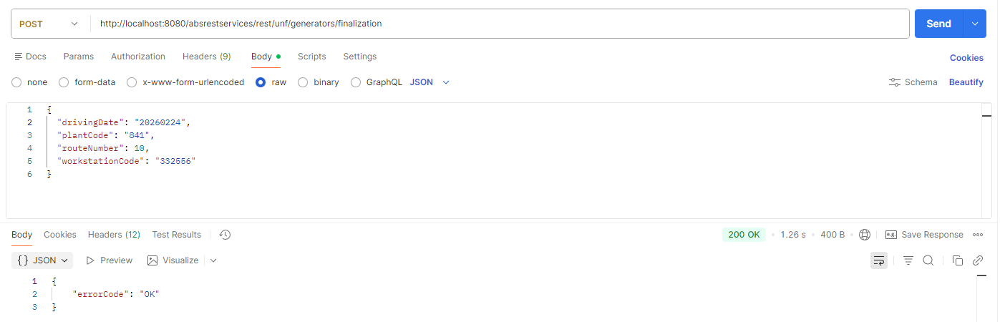 POST http://localhost:8080/absrestservices/rest/unf/generators/finalization Send
Docs Params Authorization Headers (9) Body Scripts Settings Cookies
none form-data x-www-form-urlencoded raw binary GraphQL JSON Schema Beautify
1 {
2 "drivingDate": "20260224",
3 "plantCode": "841",
4 "routeNumber": 10,
5 "workstationCode": "332556"
6 }
Body Cookies Headers (12) Test Results 200 OK • 1.26 s • 400 B • e.g. Save Response
{} JSON Preview Visualize
1 {
2 "errorCode": "OK"
3 }